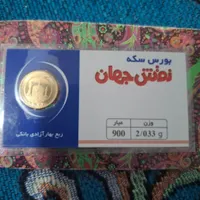 بورس سکه
نقش جهان
وزن عیار
2/033 g 900
ربع بهار آزادی بانکی